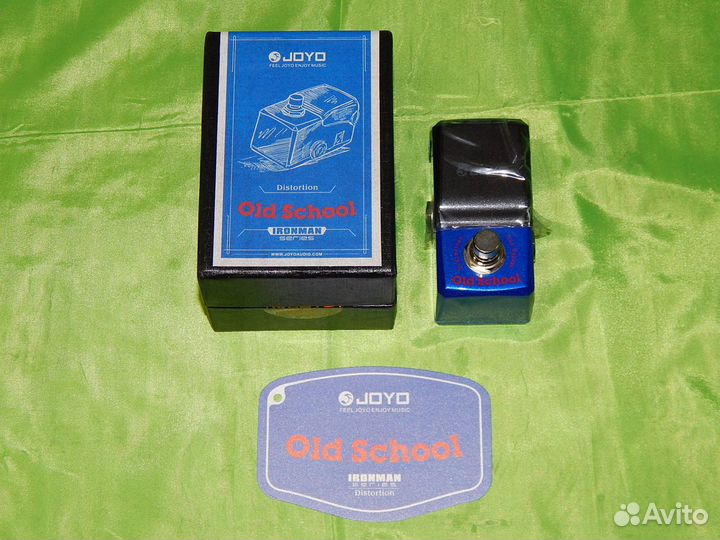 JOYO
FEEL JOYO ENJOY MUSIC
Distortion
Old School
IRONMAN
series
WWW.JOYOAUDIO.COM
JOYO
Old School
JOYO
FEEL JOYO ENJOY MUSIC
Old School
IRONMAN
series
Distortion
Avito